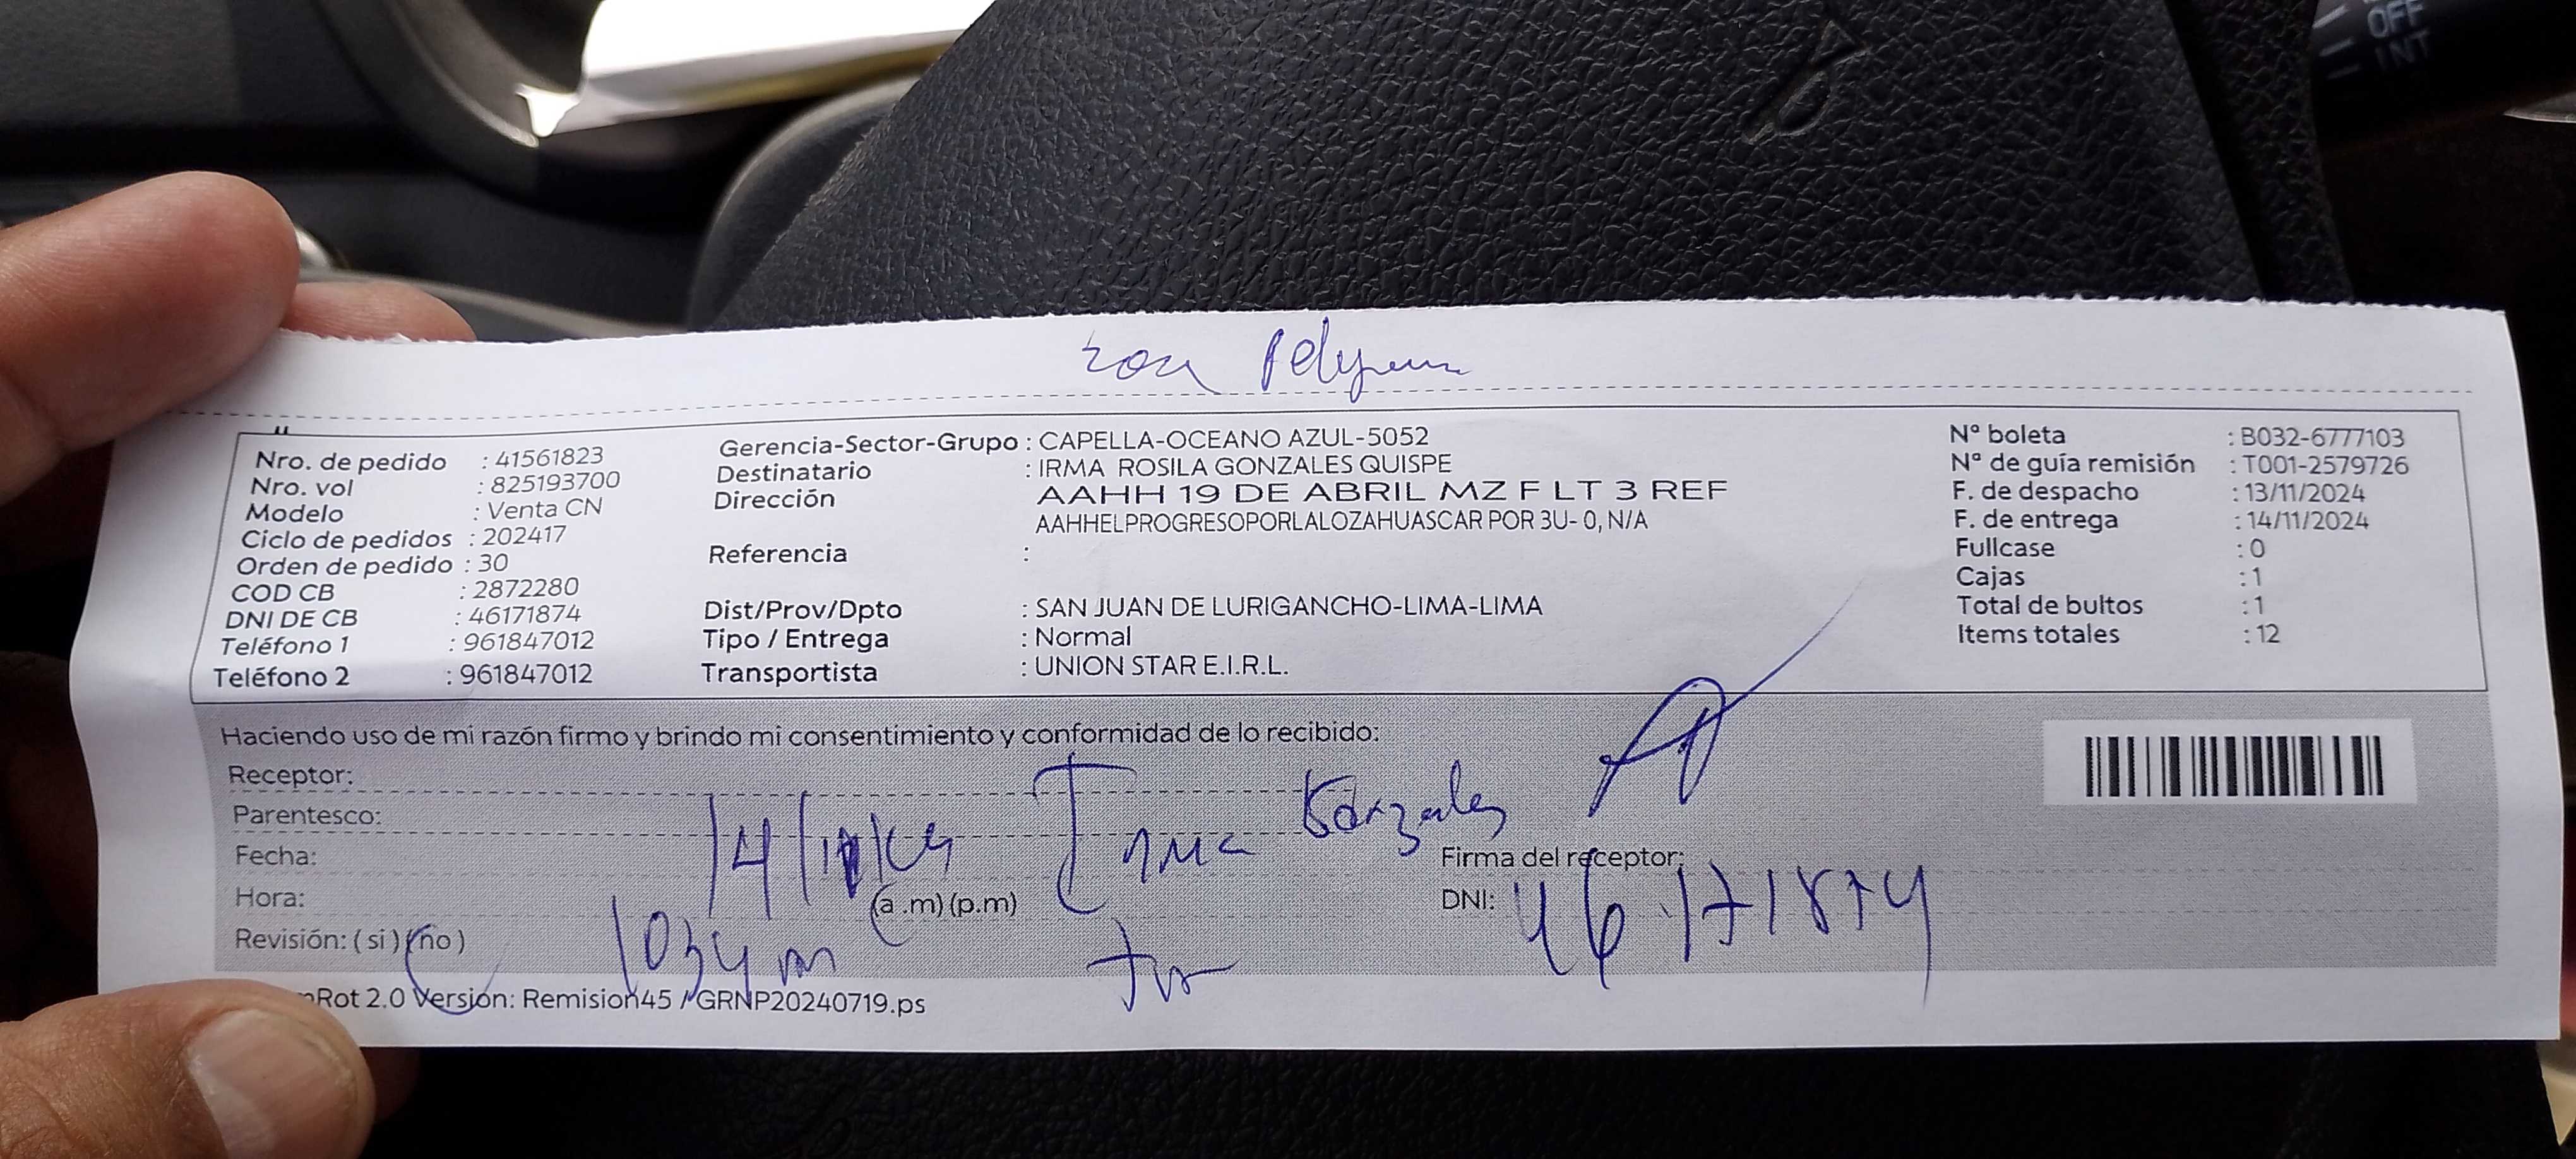 OFF
INT
Nro. de pedido : 41561823
Nro. vol : 825193700
Modelo : Venta CN
Ciclo de pedidos : 202417
Orden de pedido : 30
COD CB : 2872280
DNI DE CB : 46171874
Teléfono 1 : 961847012
Teléfono 2 : 961847012
Gerencia-Sector-Grupo : CAPELLA-OCEANO AZUL-5052
Destinatario : IRMA ROSILA GONZALES QUISPE
Dirección AAHH 19 DE ABRIL MZ F LT 3 REF
AAHHELPROGRESOPORLALOZAHUASCAR POR 3U- 0, N/A
Referencia :
Dist/Prov/Dpto : SAN JUAN DE LURIGANCHO-LIMA-LIMA
Tipo / Entrega : Normal
Transportista : UNION STAR E.I.R.L.
Nº boleta : B032-6777103
Nª de guía remisión : T001-2579726
F. de despacho : 13/11/2024
F. de entrega : 14/11/2024
Fullcase : 0
Cajas : 1
Total de bultos : 1
Items totales : 12
Haciendo uso de mi razón firmo y brindo mi consentimiento y conformidad de lo recibido:
Receptor:
Parentesco:
Irma Gonzales
Fecha: 14/11
Firma del receptor:
Hora: (a .m) (p.m)
DNI: 46171874
Revisión: ( si ) ( no )
Rot 2.0 Version: Remision45 / GRNP20240719.ps